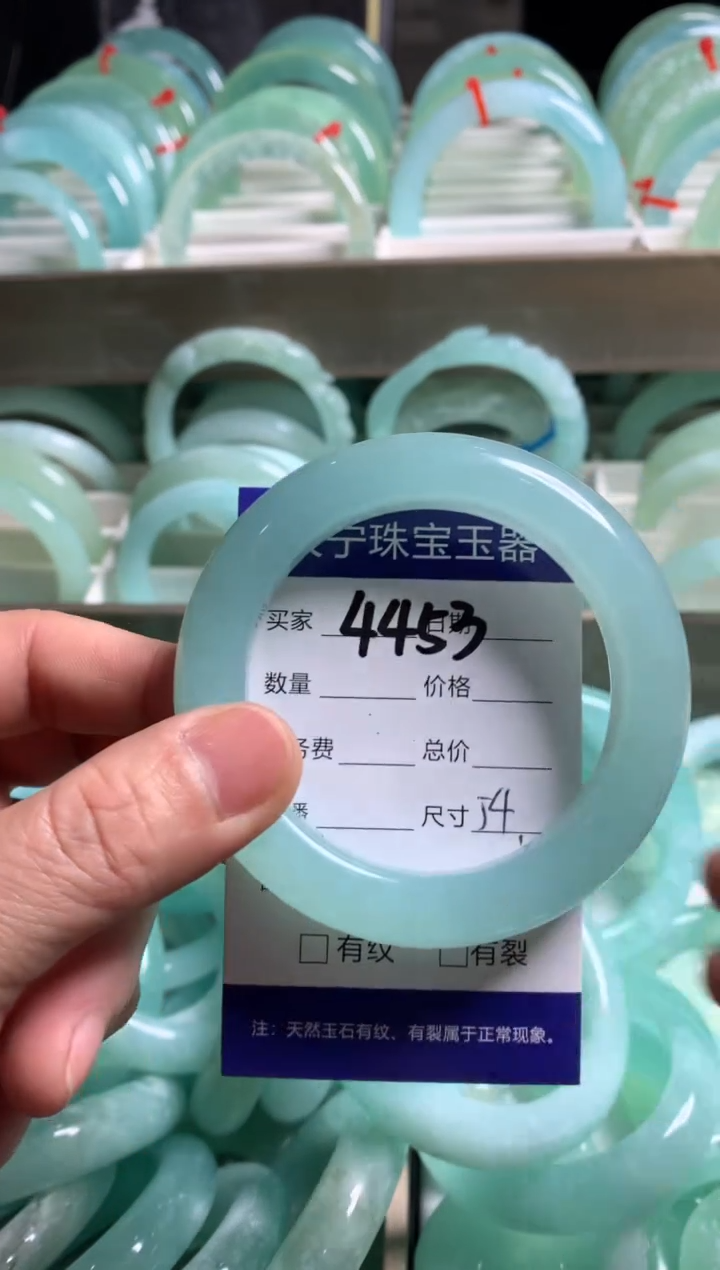 宁珠宝玉器
买家 4453 日期
数量 价格
费 总价
尺寸 54
有纹 有裂
注：天然玉石有纹、有裂属于正常现象。